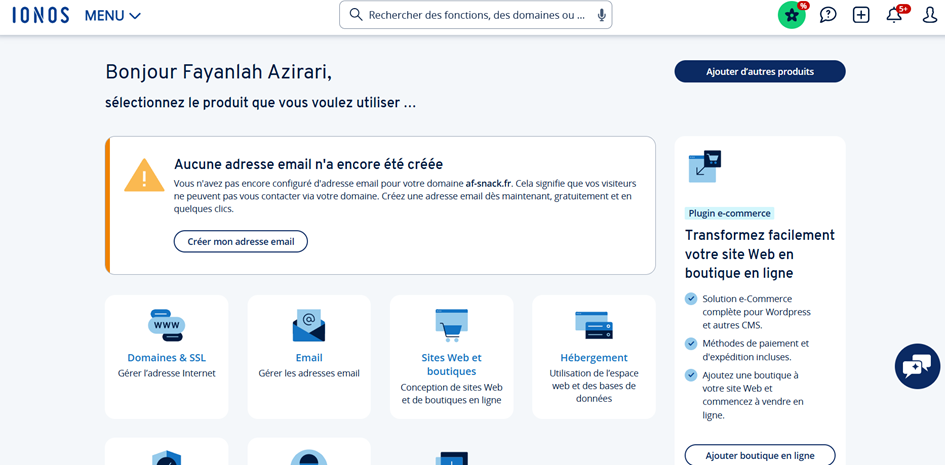 IONOS MENU
Rechercher des fonctions, des domaines ou ...
%
5+
Bonjour Fayanlah Azirari,
sélectionnez le produit que vous voulez utiliser …
Ajouter d'autres produits
Aucune adresse email n'a encore été créée
Vous n'avez pas encore configuré d'adresse email pour votre domaine af-snack.fr. Cela signifie que vos visiteurs
ne peuvent pas vous contacter via votre domaine. Créez une adresse email dès maintenant, gratuitement et en
quelques clics.
Créer mon adresse email
WWW
Domaines & SSL
Gérer l'adresse Internet
@
Email
Gérer les adresses email
Sites Web et
boutiques
Conception de sites Web
et de boutiques en ligne
Hébergement
Utilisation de l'espace
web et des bases de
données
Plugin e-commerce
Transformez facilement
votre site Web en
boutique en ligne
Solution e-Commerce
complète pour Wordpress
et autres CMS.
Méthodes de paiement et
d'expédition incluses.
Ajoutez une boutique à
votre site Web et
commencez à vendre en
ligne.
Ajouter boutique en ligne